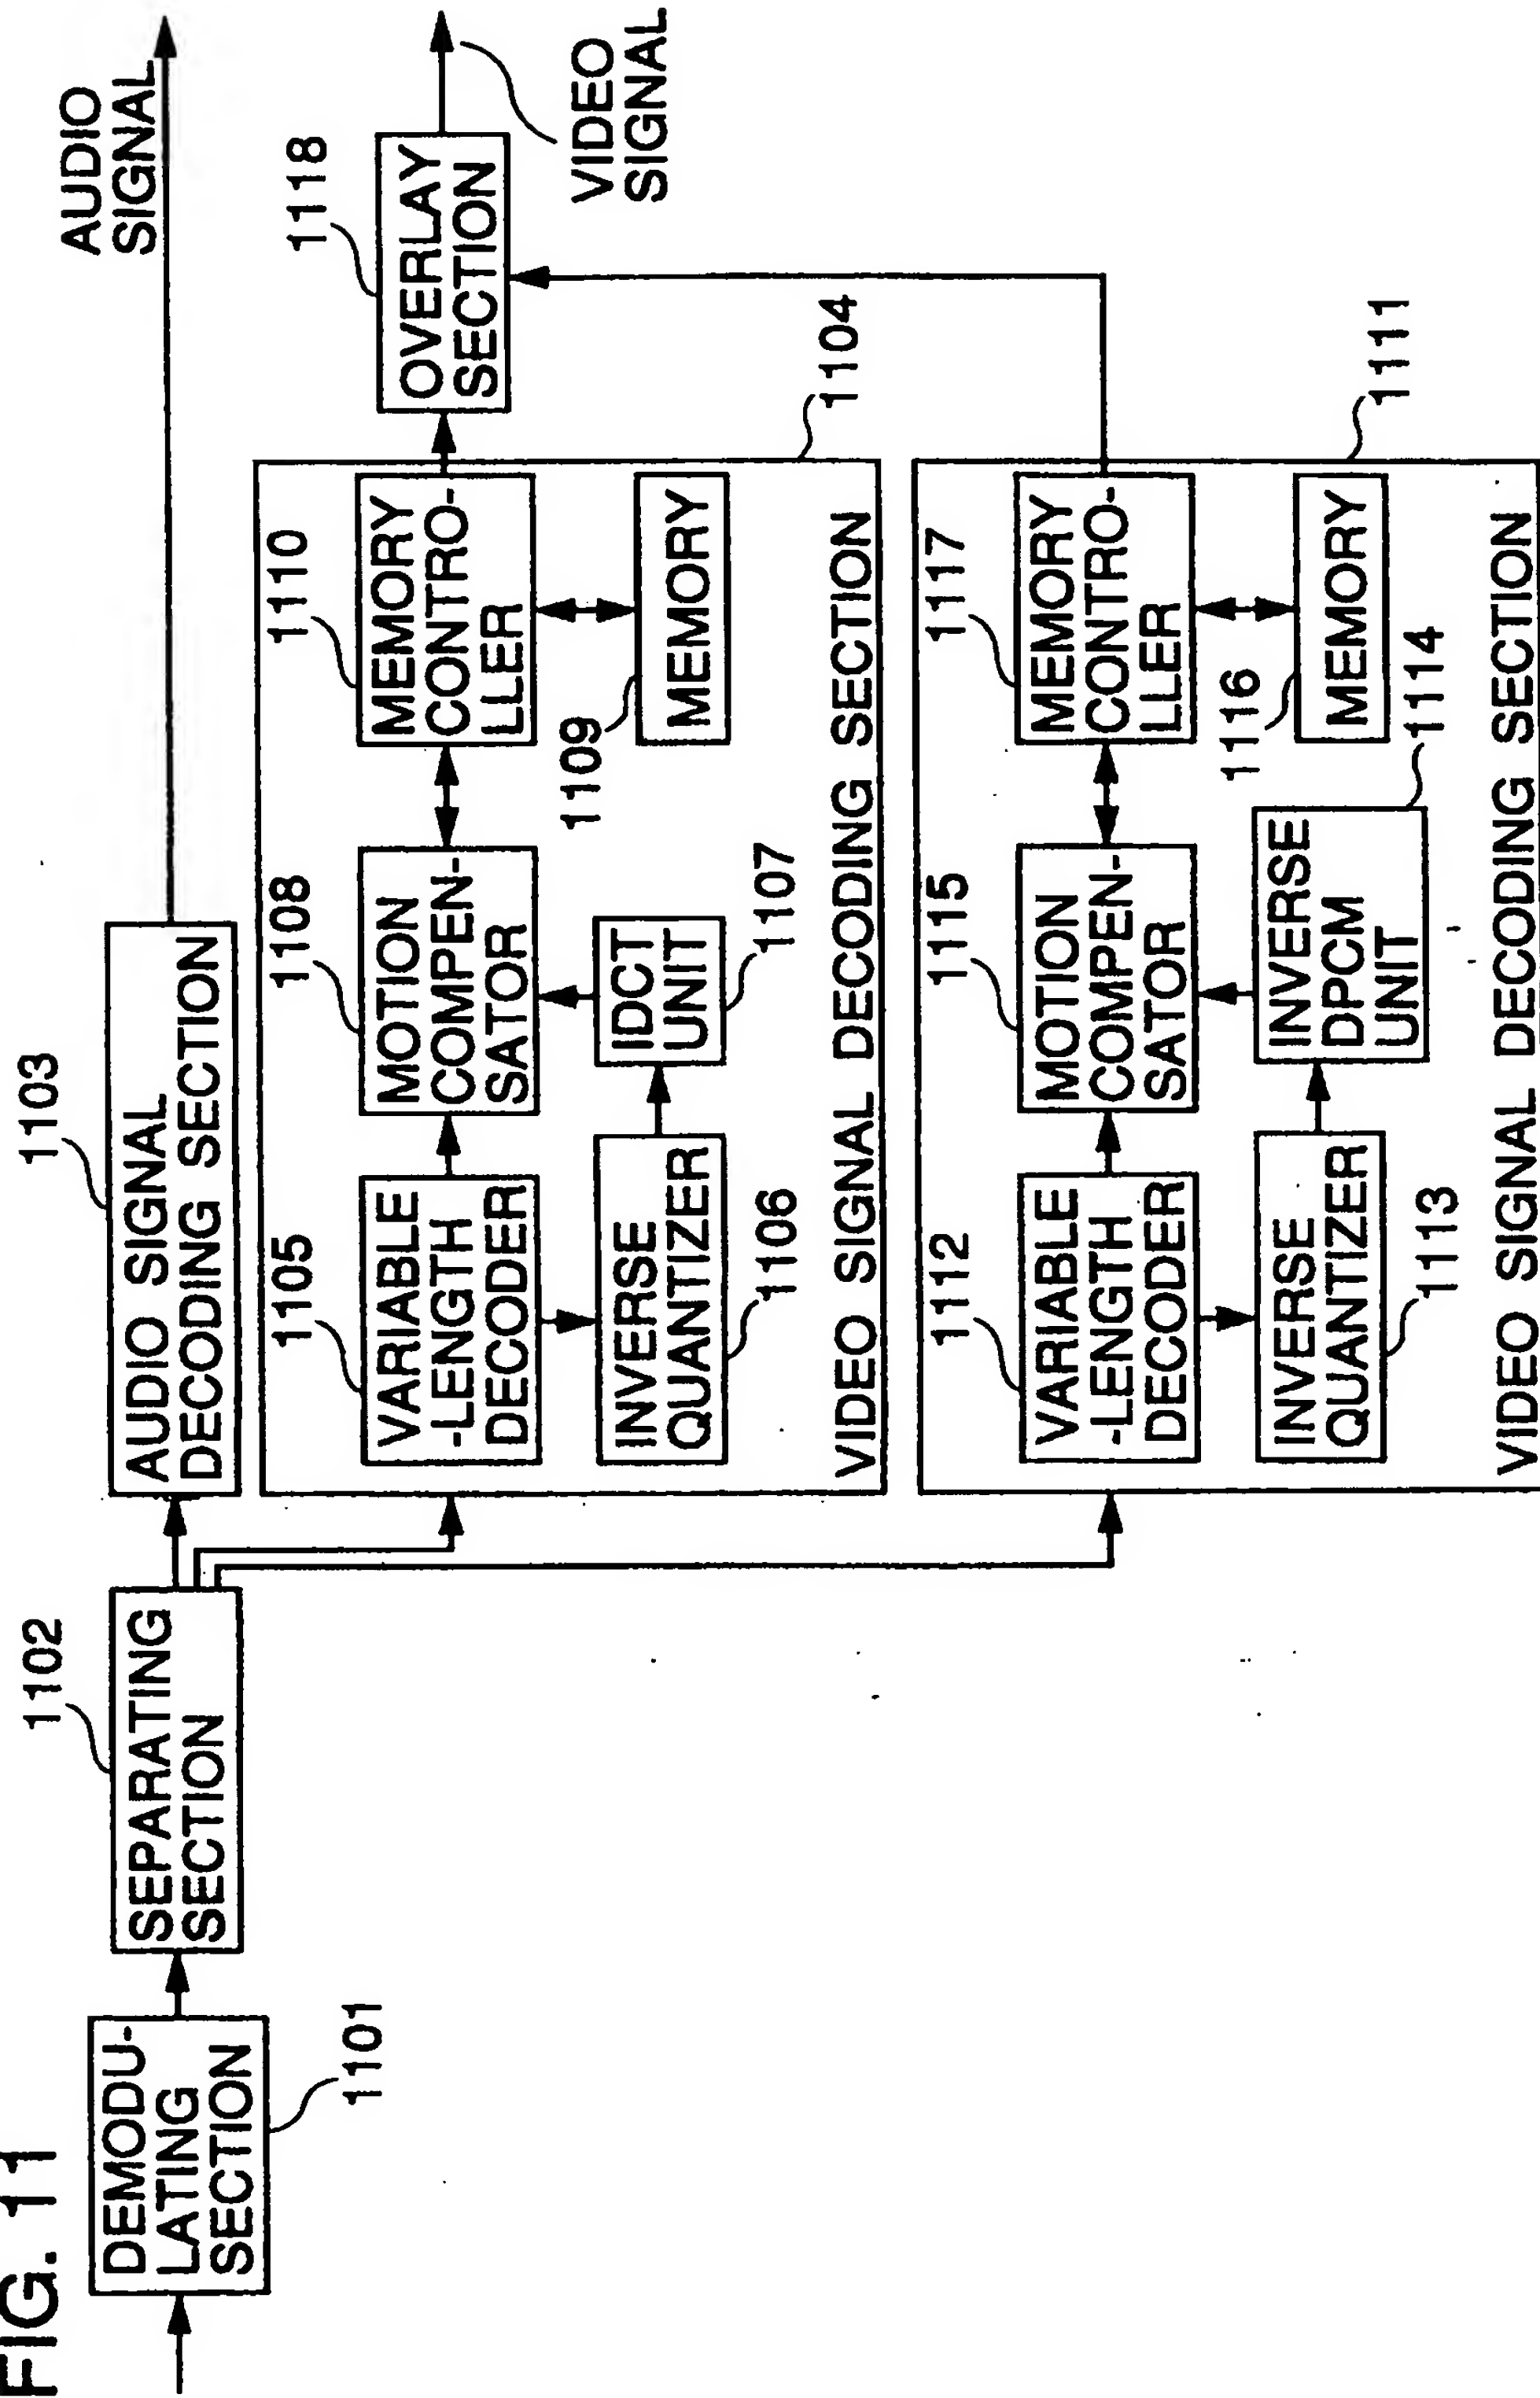 FIG. 11
DEMODU-
LATING
SECTION
1101
1102
SEPARATING
SECTION
1103
AUDIO SIGNAL
DECODING SECTION
AUDIO
SIGNAL
1105
VARIABLE
-LENGTH
DECODER
1108
MOTION
COMPEN-
SATOR
1110
MEMORY
CONTRO-
LLER
1118
OVERLAY
SECTION
VIDEO
SIGNAL
INVERSE
QUANTIZER
1106
IDCT
UNIT
1107
1109
MEMORY
1104
VIDEO SIGNAL DECODING SECTION
1112
VARIABLE
-LENGTH
DECODER
1115
MOTION
COMPEN-
SATOR
1117
MEMORY
CONTRO-
LLER
INVERSE
QUANTIZER
1113
INVERSE
DPCM
UNIT
1114
1116
MEMORY
1111
VIDEO SIGNAL DECODING SECTION